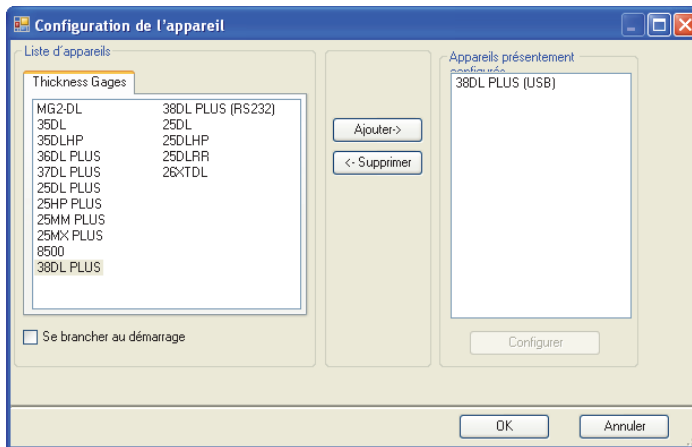 Configuration de l'appareil
Liste d'appareils
Thickness Gages
MG2-DL
35DL
35DLHP
36DL PLUS
37DL PLUS
25DL PLUS
25HP PLUS
25MM PLUS
25MX PLUS
8500
38DL PLUS
38DL PLUS (RS232)
25DL
25DLHP
25DLRR
26XTDL
Se brancher au démarrage
Ajouter->
<- Supprimer
Appareils présentement
configurés
38DL PLUS (USB)
Configurer
OK
Annuler